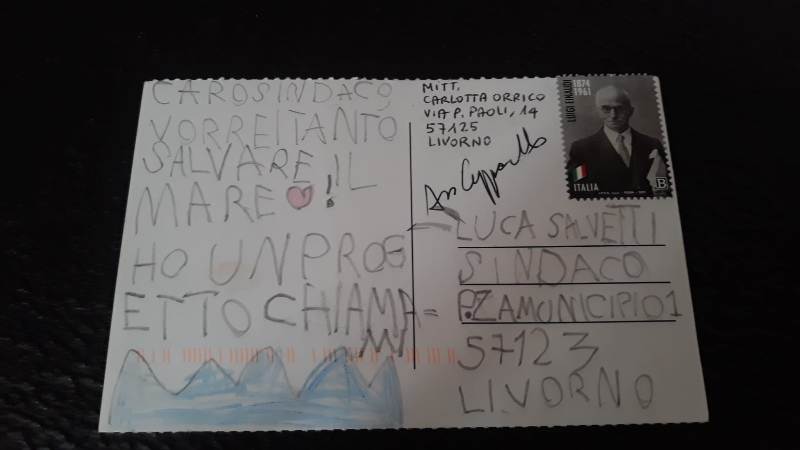 CARO SINDACO
VORREI TANTO
SALVARE IL
MARE !
HO UN PROG
ETTO CHIAMA=
MI
MITT.
CARLOTTA ORRICO
VIA P. PAOLI, 14
57125
LIVORNO
LUIGI EINAUDI
1874
1961
ITALIA
B
LUCA SALVETTI
SINDACO
P.ZA MUNICIPIO 1
57123
LIVORNO